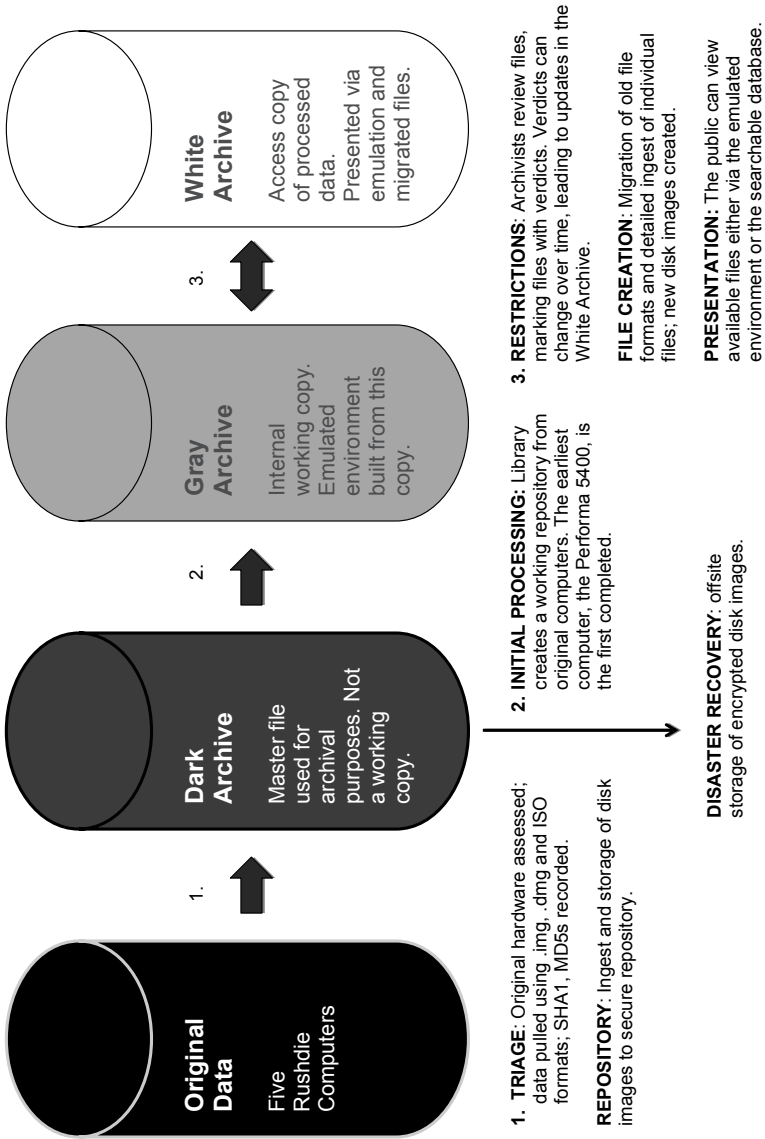 Original
Data
Five
Rushdie
Computers
1.
Dark
Archive
Master file
used for
archival
purposes. Not
a working
copy.
2.
Gray
Archive
Internal
working copy.
Emulated
environment
built from this
copy.
3.
White
Archive
Access copy
of processed
data.
Presented via
emulation and
migrated files.
1. TRIAGE: Original hardware assessed;
data pulled using .img, .dmg and ISO
formats; SHA1, MD5s recorded.
REPOSITORY: Ingest and storage of disk
images to secure repository.
2. INITIAL PROCESSING: Library
creates a working repository from
original computers. The earliest
computer, the Performa 5400, is
the first completed.
DISASTER RECOVERY: offsite
storage of encrypted disk images.
3. RESTRICTIONS: Archivists review files,
marking files with verdicts. Verdicts can
change over time, leading to updates in the
White Archive.
FILE CREATION: Migration of old file
formats and detailed ingest of individual
files; new disk images created.
PRESENTATION: The public can view
available files either via the emulated
environment or the searchable database.